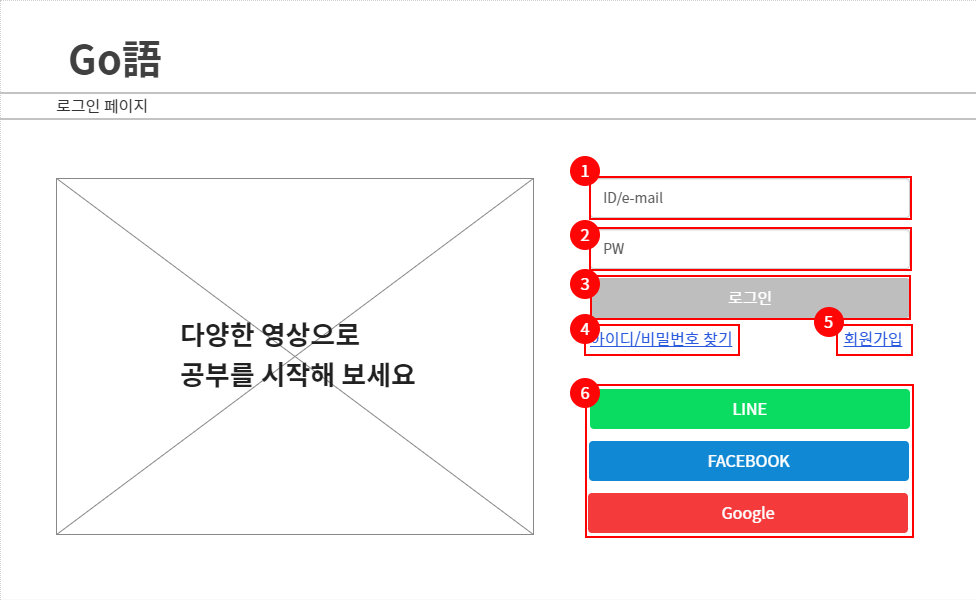 Go語
로그인 페이지
다양한 영상으로
공부를 시작해 보세요
1
ID/e-mail
2
PW
3
로그인
4
아이디/비밀번호 찾기
5
회원가입
6
LINE
FACEBOOK
Google